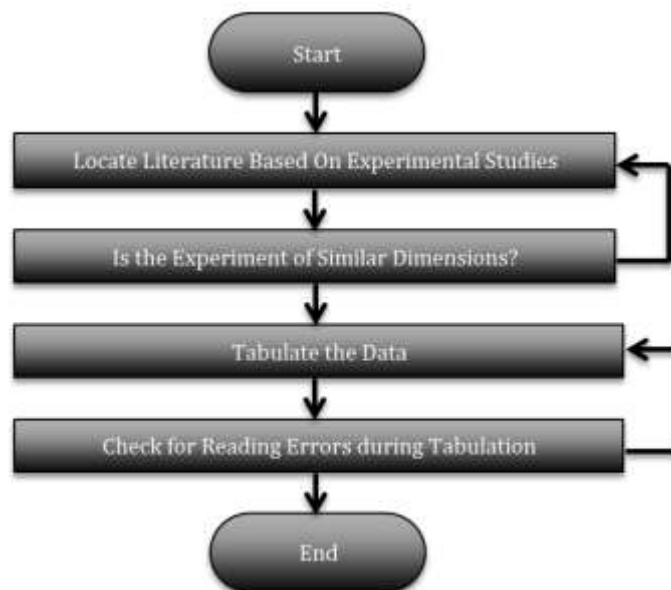 Start
Locate Literature Based On Experimental Studies
Is the Experiment of Similar Dimensions?
Tabulate the Data
Check for Reading Errors during Tabulation
End